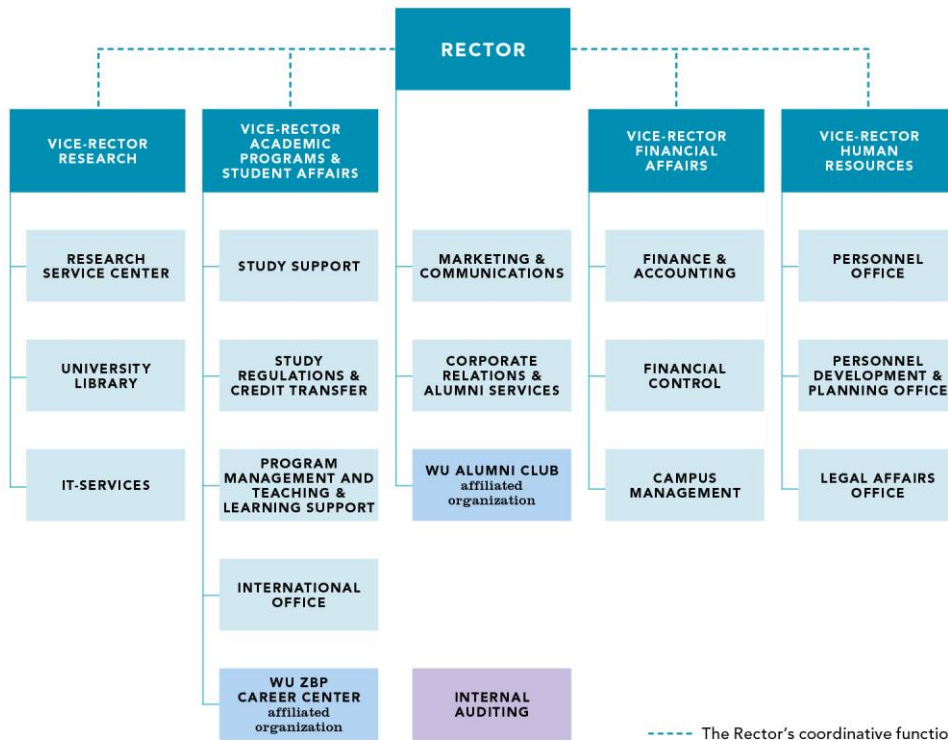 RECTOR
VICE-RECTOR
RESEARCH
VICE-RECTOR
ACADEMIC
PROGRAMS &
STUDENT AFFAIRS
VICE-RECTOR
FINANCIAL
AFFAIRS
VICE-RECTOR
HUMAN
RESOURCES
RESEARCH
SERVICE CENTER
STUDY SUPPORT
MARKETING &
COMMUNICATIONS
FINANCE &
ACCOUNTING
PERSONNEL
OFFICE
UNIVERSITY
LIBRARY
STUDY
REGULATIONS &
CREDIT TRANSFER
CORPORATE
RELATIONS &
ALUMNI SERVICES
FINANCIAL
CONTROL
PERSONNEL
DEVELOPMENT &
PLANNING OFFICE
IT-SERVICES
PROGRAM
MANAGEMENT AND
TEACHING &
LEARNING SUPPORT
WU ALUMNI CLUB
affiliated
organization
CAMPUS
MANAGEMENT
LEGAL AFFAIRS
OFFICE
INTERNATIONAL
OFFICE
WU ZBP
CAREER CENTER
affiliated
organization
INTERNAL
AUDITING
The Rector's coordinative functio